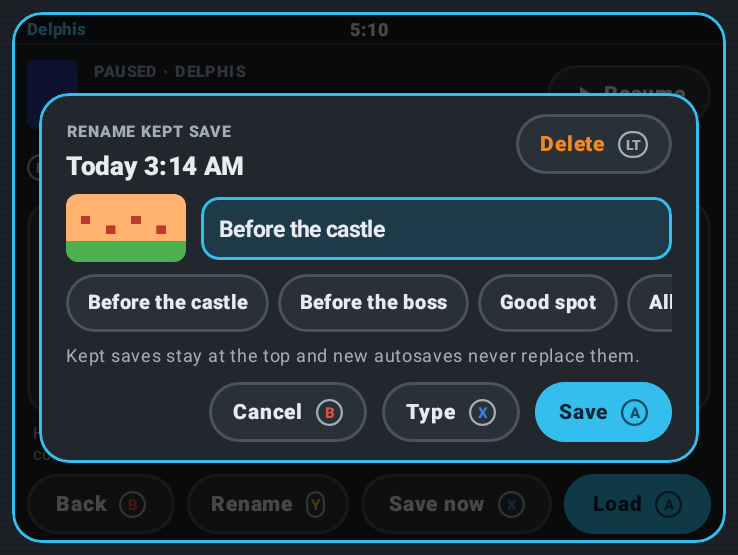 Delphis
5:10
PAUSED · DELPHIS
Resume
RENAME KEPT SAVE
Today 3:14 AM
Delete LT
Before the castle
Before the castle
Before the boss
Good spot
All
Kept saves stay at the top and new autosaves never replace them.
Cancel B
Type X
Save A
Back B
Rename Y
Save now X
Load A